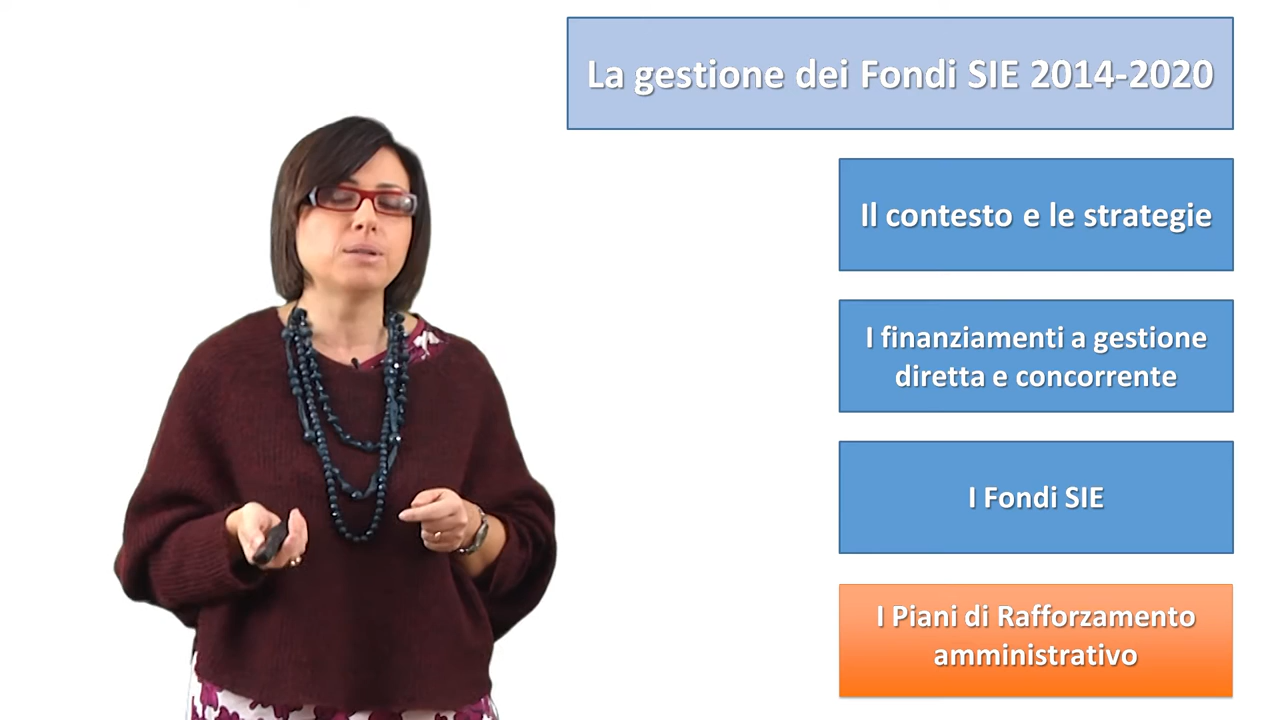 La gestione dei Fondi SIE 2014-2020
Il contesto e le strategie
I finanziamenti a gestione
diretta e concorrente
I Fondi SIE
I Piani di Rafforzamento
amministrativo